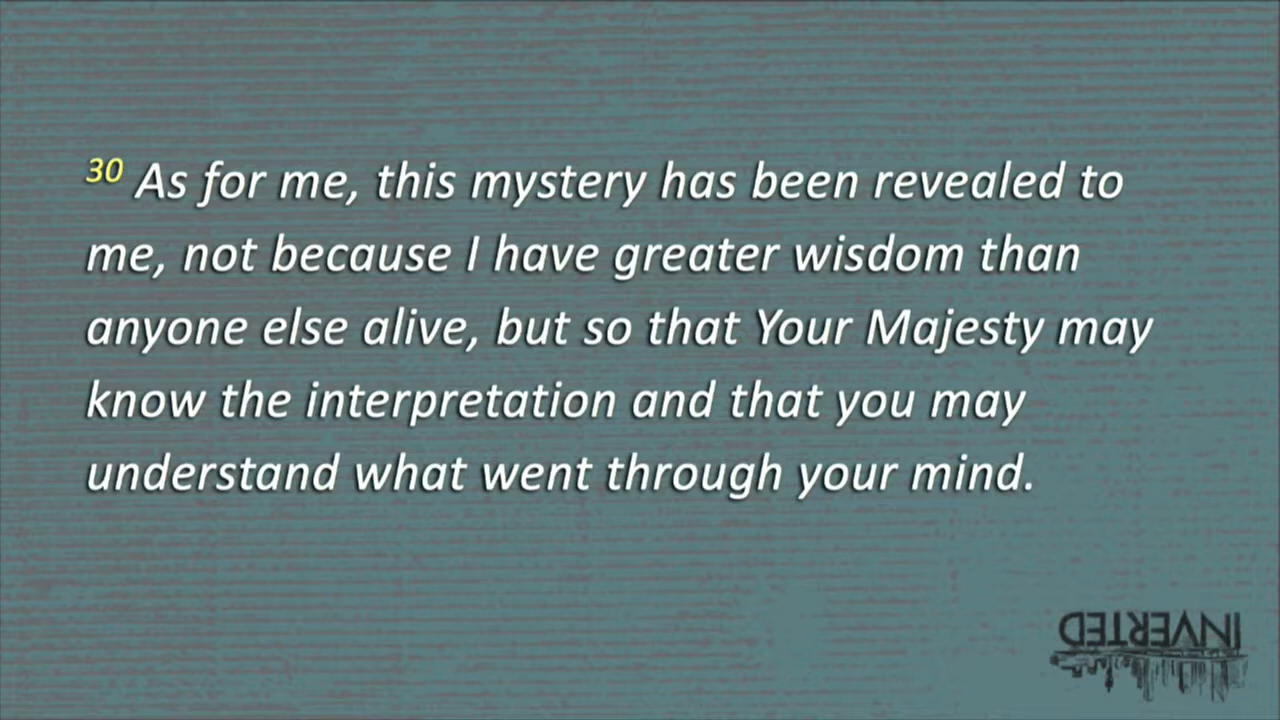 30 As for me, this mystery has been revealed to
me, not because I have greater wisdom than
anyone else alive, but so that Your Majesty may
know the interpretation and that you may
understand what went through your mind.
INVERTED